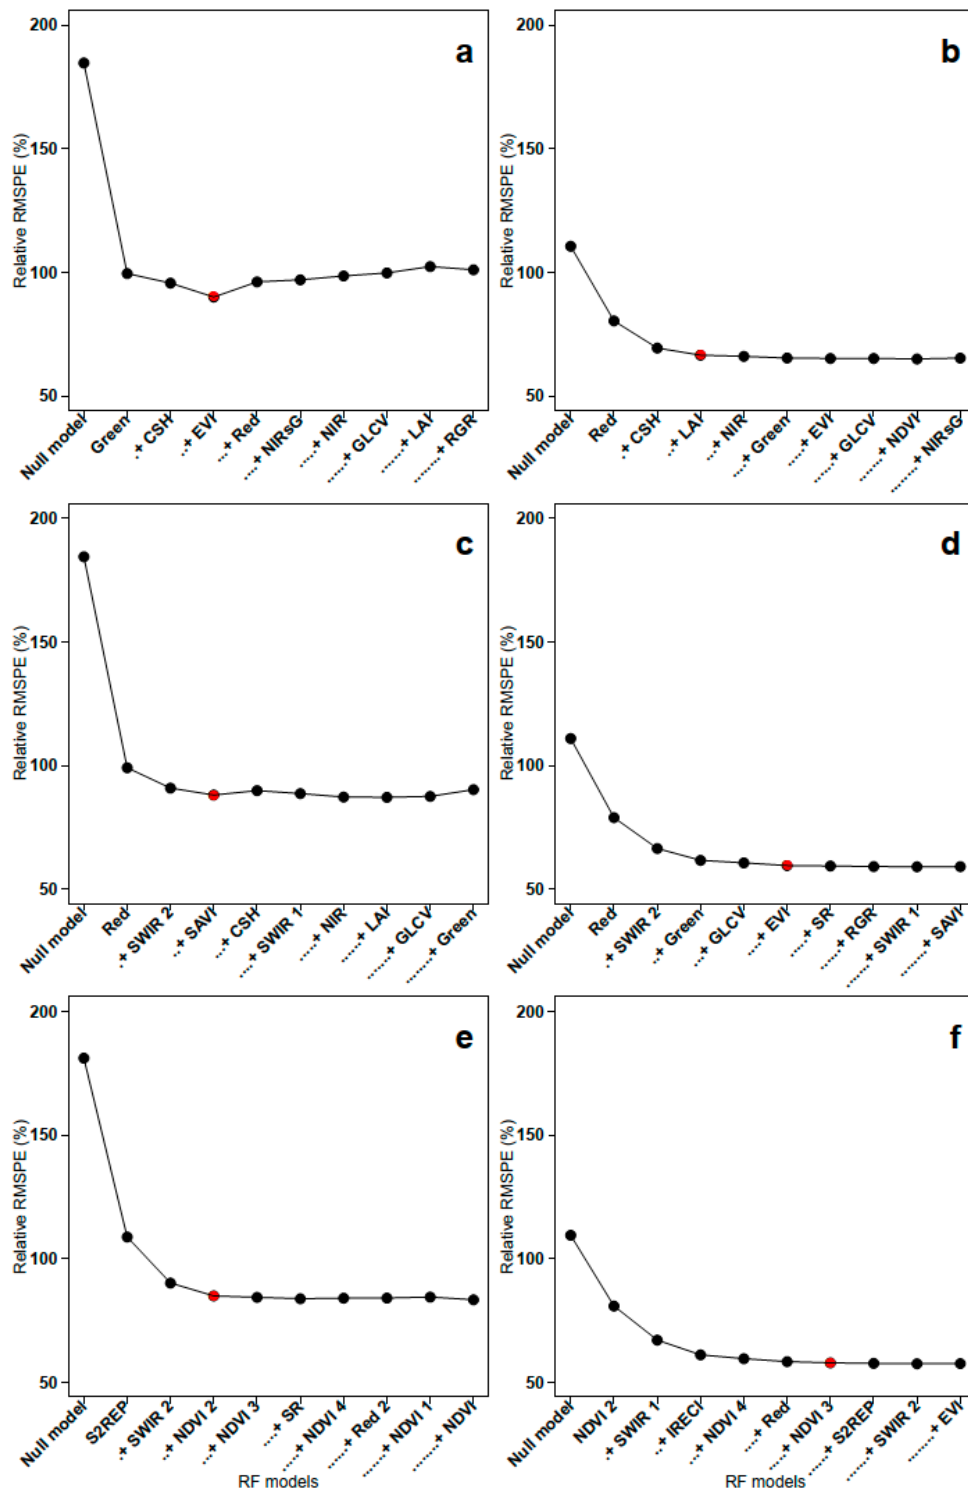 a
Relative RMSPE (%)
200
150
100
50
Null model
Green
.+ CSH
..+ EVI
...+ Red
....+ NIRsG
.....+ NIR
......+ GLCV
.......+ LAI
........+ RGR
b
Relative RMSPE (%)
200
150
100
50
Null model
Red
.+ CSH
..+ LAI
...+ NIR
....+ Green
.....+ EVI
......+ GLCV
.......+ NDVI
........+ NIRsG
c
Relative RMSPE (%)
200
150
100
50
Null model
Red
.+ SWIR 2
..+ SAVI
...+ CSH
....+ SWIR 1
.....+ NIR
......+ LAI
.......+ GLCV
........+ Green
d
Relative RMSPE (%)
200
150
100
50
Null model
Red
.+ SWIR 2
..+ Green
...+ GLCV
....+ EVI
.....+ SR
......+ RGR
.......+ SWIR 1
........+ SAVI
e
Relative RMSPE (%)
200
150
100
50
Null model
S2REP
.+ SWIR 2
..+ NDVI 2
...+ NDVI 3
....+ SR
.....+ NDVI 4
......+ Red 2
.......+ NDVI 1
........+ NDVI
RF models
f
Relative RMSPE (%)
200
150
100
50
Null model
NDVI 2
.+ SWIR 1
..+ IRECI
...+ NDVI 4
....+ Red
.....+ NDVI 3
......+ S2REP
.......+ SWIR 2
........+ EVI
RF models